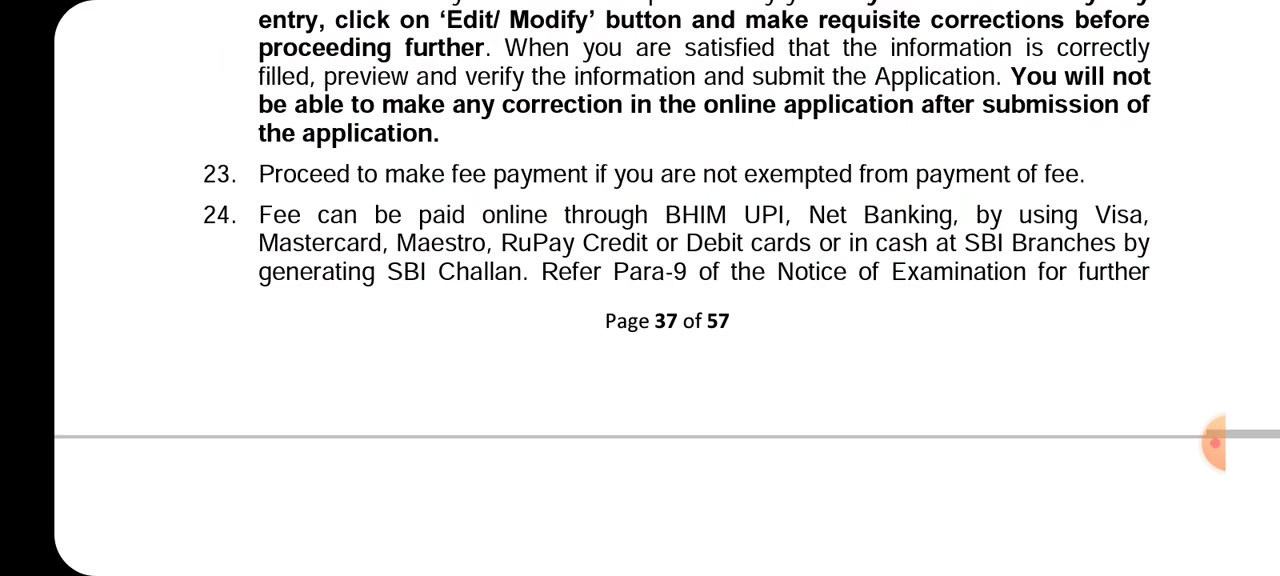 entry, click on ‘Edit/ Modify’ button and make requisite corrections before
proceeding further. When you are satisfied that the information is correctly
filled, preview and verify the information and submit the Application. You will not
be able to make any correction in the online application after submission of
the application.
23. Proceed to make fee payment if you are not exempted from payment of fee.
24. Fee can be paid online through BHIM UPI, Net Banking, by using Visa,
Mastercard, Maestro, RuPay Credit or Debit cards or in cash at SBI Branches by
generating SBI Challan. Refer Para-9 of the Notice of Examination for further
Page 37 of 57